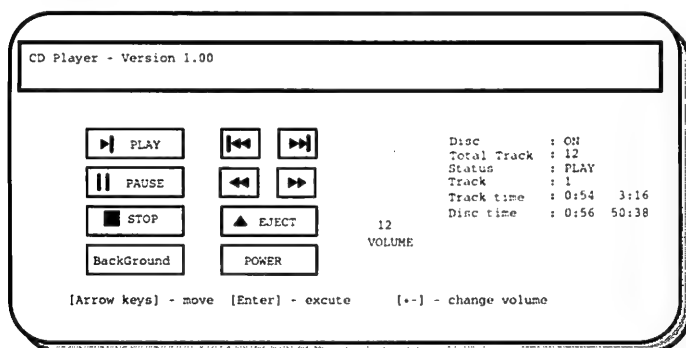 CD Player - Version 1.00
PLAY
PAUSE
STOP
EJECT
BackGround
POWER
12
VOLUME
Disc : ON
Total Track : 12
Status : PLAY
Track : 1
Track time : 0:54 3:16
Disc time : 0:56 50:38
[Arrow keys] - move [Enter] - excute [+-] - change volume